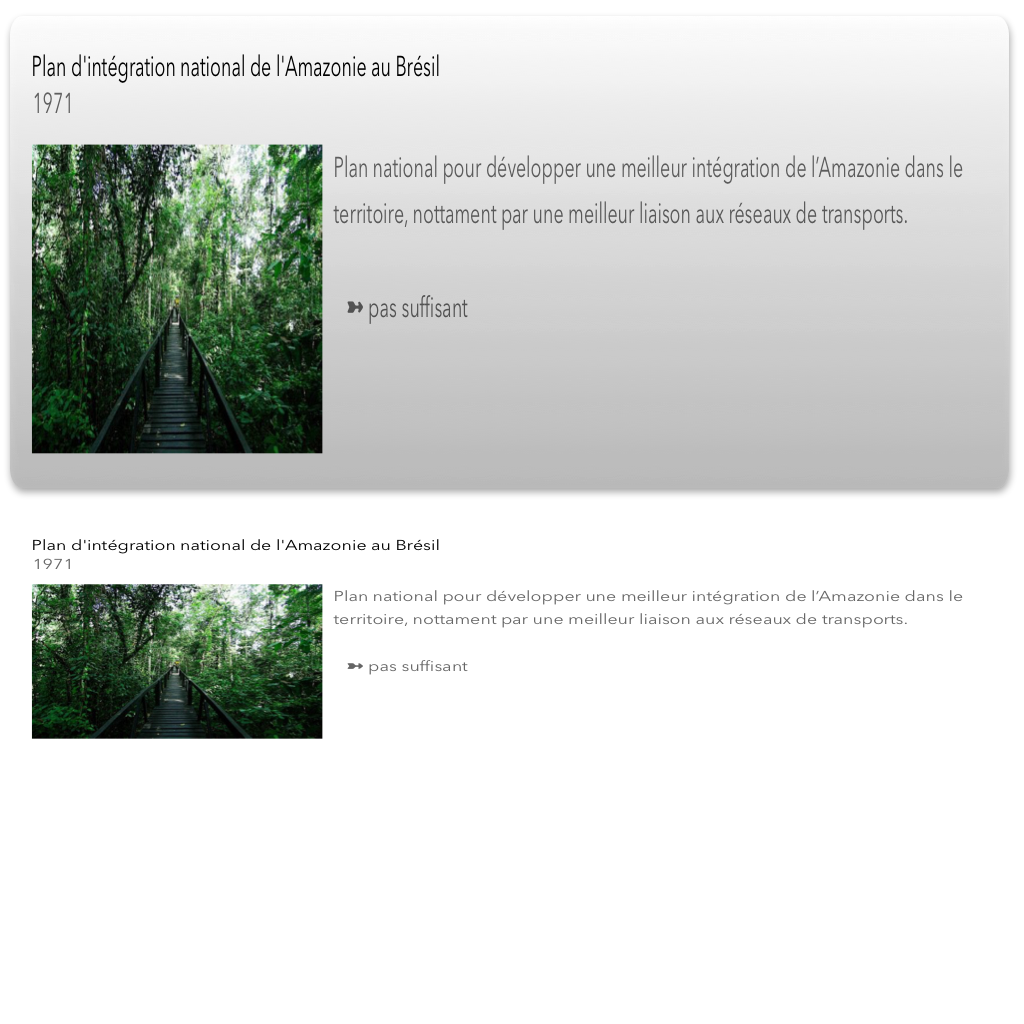 Plan d'intégration national de l'Amazonie au Brésil
1971
Plan national pour développer une meilleur intégration de l’Amazonie dans le
territoire, nottament par une meilleur liaison aux réseaux de transports.
➽ pas suffisant
Plan d'intégration national de l'Amazonie au Brésil
1971
Plan national pour développer une meilleur intégration de l’Amazonie dans le
territoire, nottament par une meilleur liaison aux réseaux de transports.
➽ pas suffisant